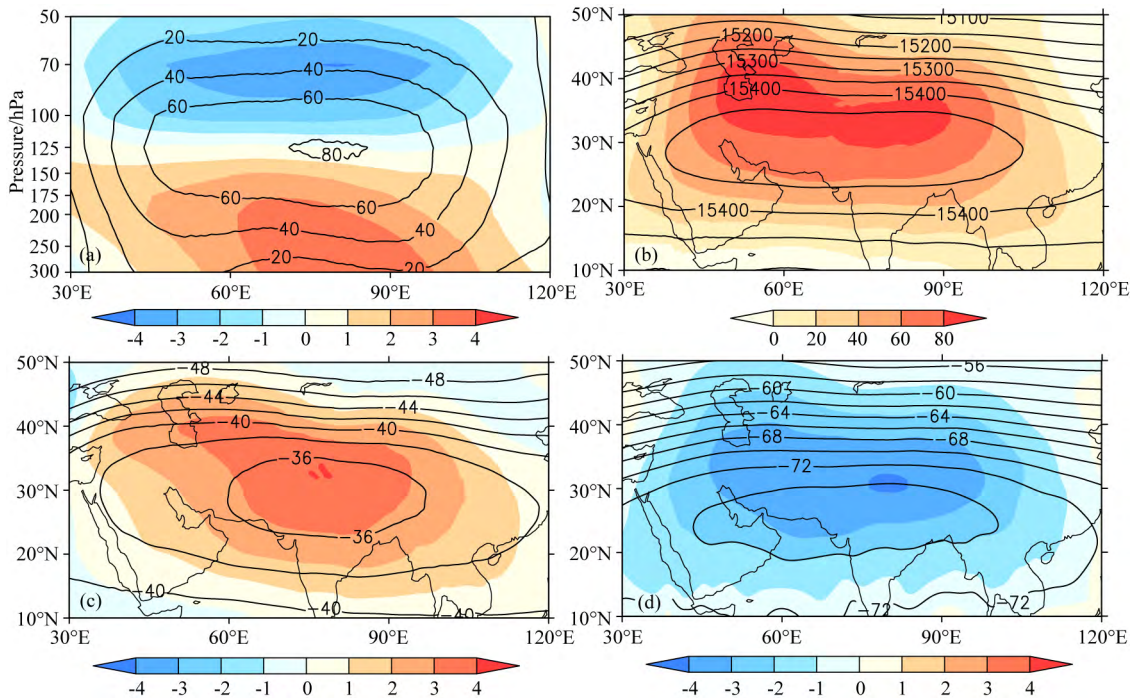 50
70
100
125
150
175
200
250
300
Pressure/hPa
20
20
40
40
60
60
80
60
60
40
40
20
20
(a)
30°E
60°E
90°E
120°E
-4
-3
-2
-1
0
1
2
3
4
50°N
40°N
30°N
20°N
10°N
15100
15200
15200
15300
15300
15400
15400
15400
15400
(b)
30°E
60°E
90°E
120°E
0
20
40
60
80
50°N
40°N
30°N
20°N
10°N
-48
-48
-44
-44
-40
-40
-36
-36
-40
-40
40
(c)
30°E
60°E
90°E
120°E
-4
-3
-2
-1
0
1
2
3
4
50°N
40°N
30°N
20°N
10°N
-56
-60
-60
-64
-64
-68
-68
-72
-72
-72
(d)
30°E
60°E
90°E
120°E
-4
-3
-2
-1
0
1
2
3
4